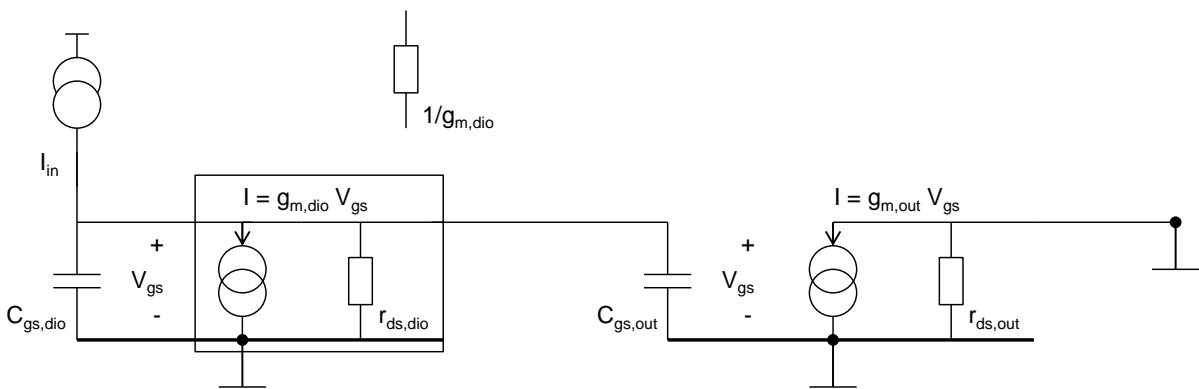 1/gm,dio
Iin
I = gm,dio Vgs
I = gm,out Vgs
+
+
Vgs
Vgs
Cgs,dio
-
rds,dio
Cgs,out
-
rds,out